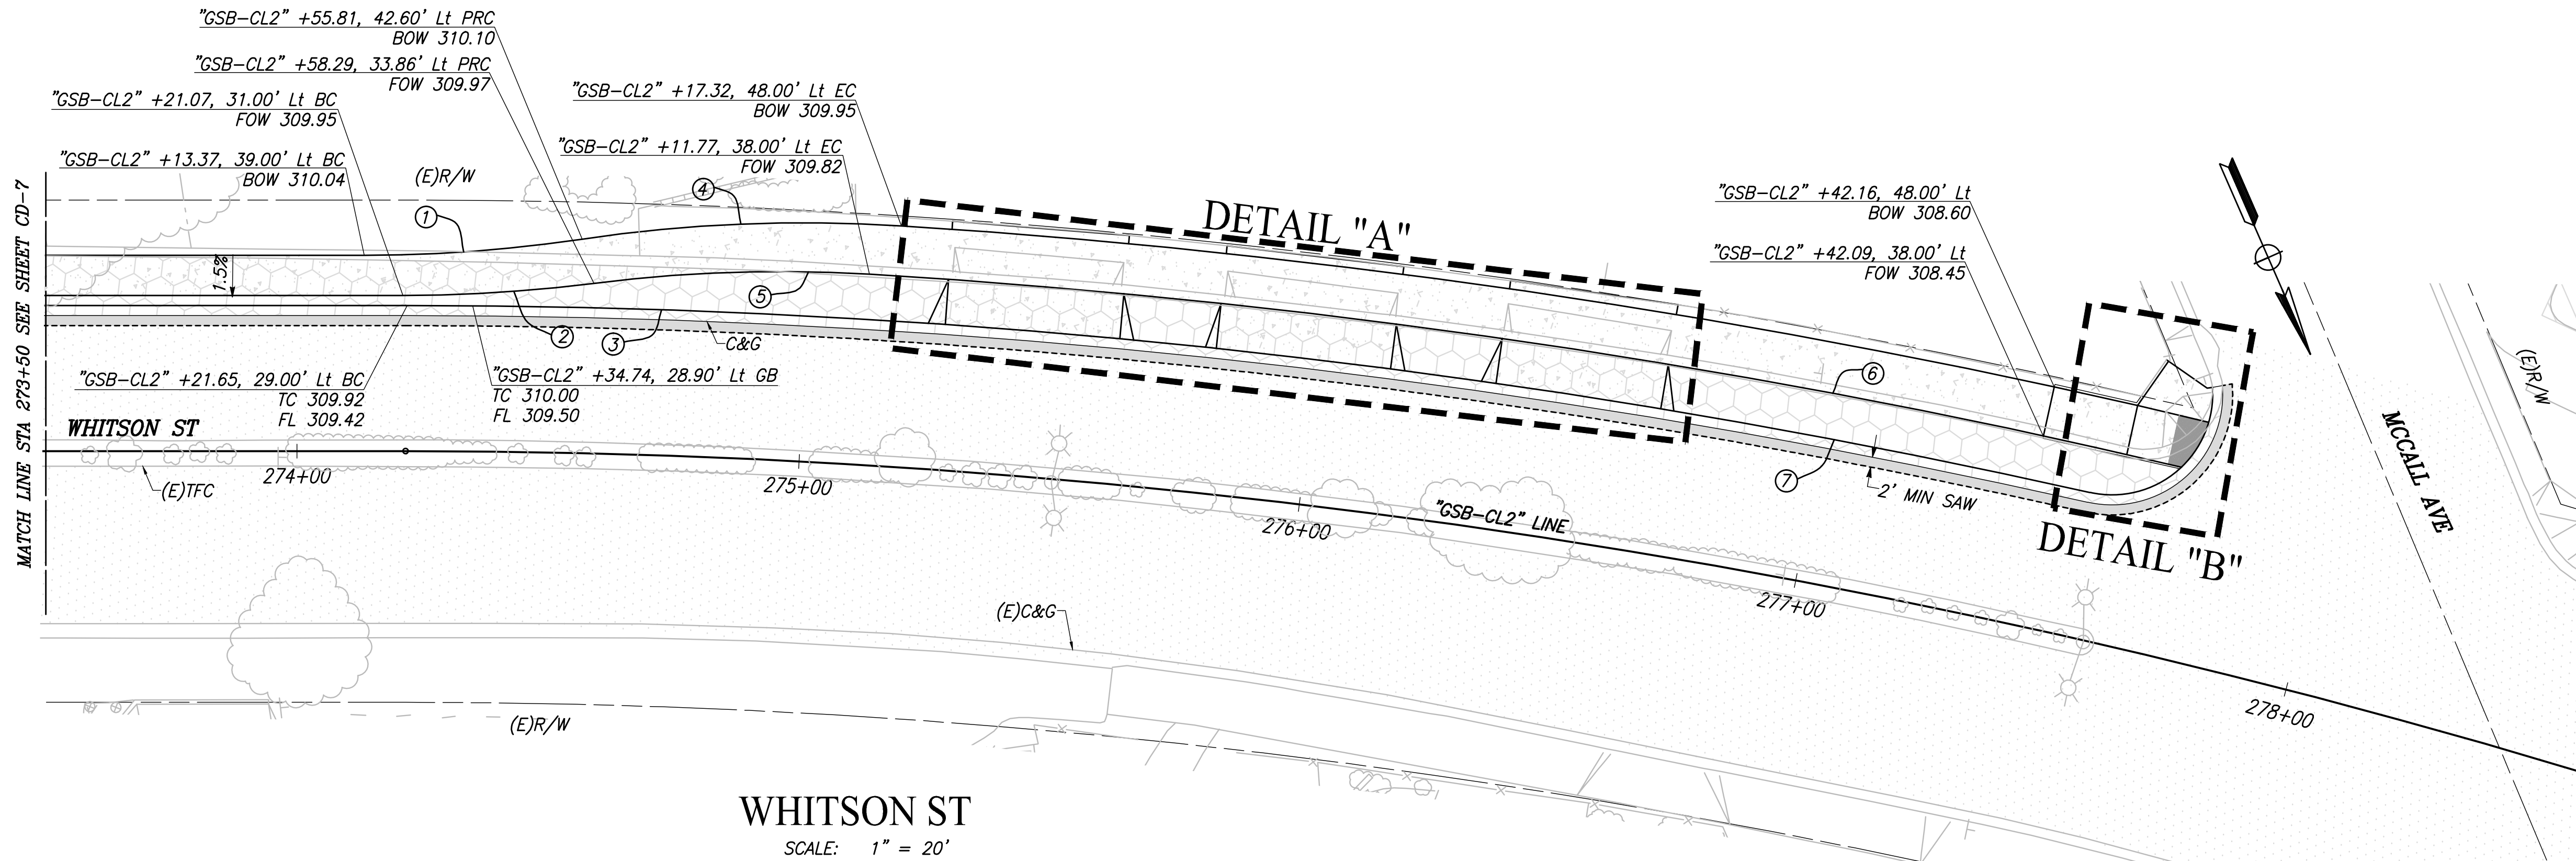 "GSB-CL2" +55.81, 42.60' Lt PRC
BOW 310.10
"GSB-CL2" +58.29, 33.86' Lt PRC
FOW 309.97
"GSB-CL2" +21.07, 31.00' Lt BC
FOW 309.95
"GSB-CL2" +13.37, 39.00' Lt BC
BOW 310.04
"GSB-CL2" +17.32, 48.00' Lt EC
BOW 309.95
"GSB-CL2" +11.77, 38.00' Lt EC
FOW 309.82
(E)R/W
1
4
DETAIL "A"
"GSB-CL2" +42.16, 48.00' Lt
BOW 308.60
"GSB-CL2" +42.09, 38.00' Lt
FOW 308.45
MATCH LINE STA 273+50 SEE SHEET CD-7
1.5%
5
2
3
C&G
6
7
2' MIN SAW
"GSB-CL2" +21.65, 29.00' Lt BC
TC 309.92
FL 309.42
"GSB-CL2" +34.74, 28.90' Lt GB
TC 310.00
FL 309.50
WHITSON ST
(E)TFC
274+00
275+00
276+00
"GSB-CL2" LINE
277+00
278+00
DETAIL "B"
MCCALL AVE
(E)R/W
(E)C&G
(E)R/W
WHITSON ST
SCALE: 1" = 20'